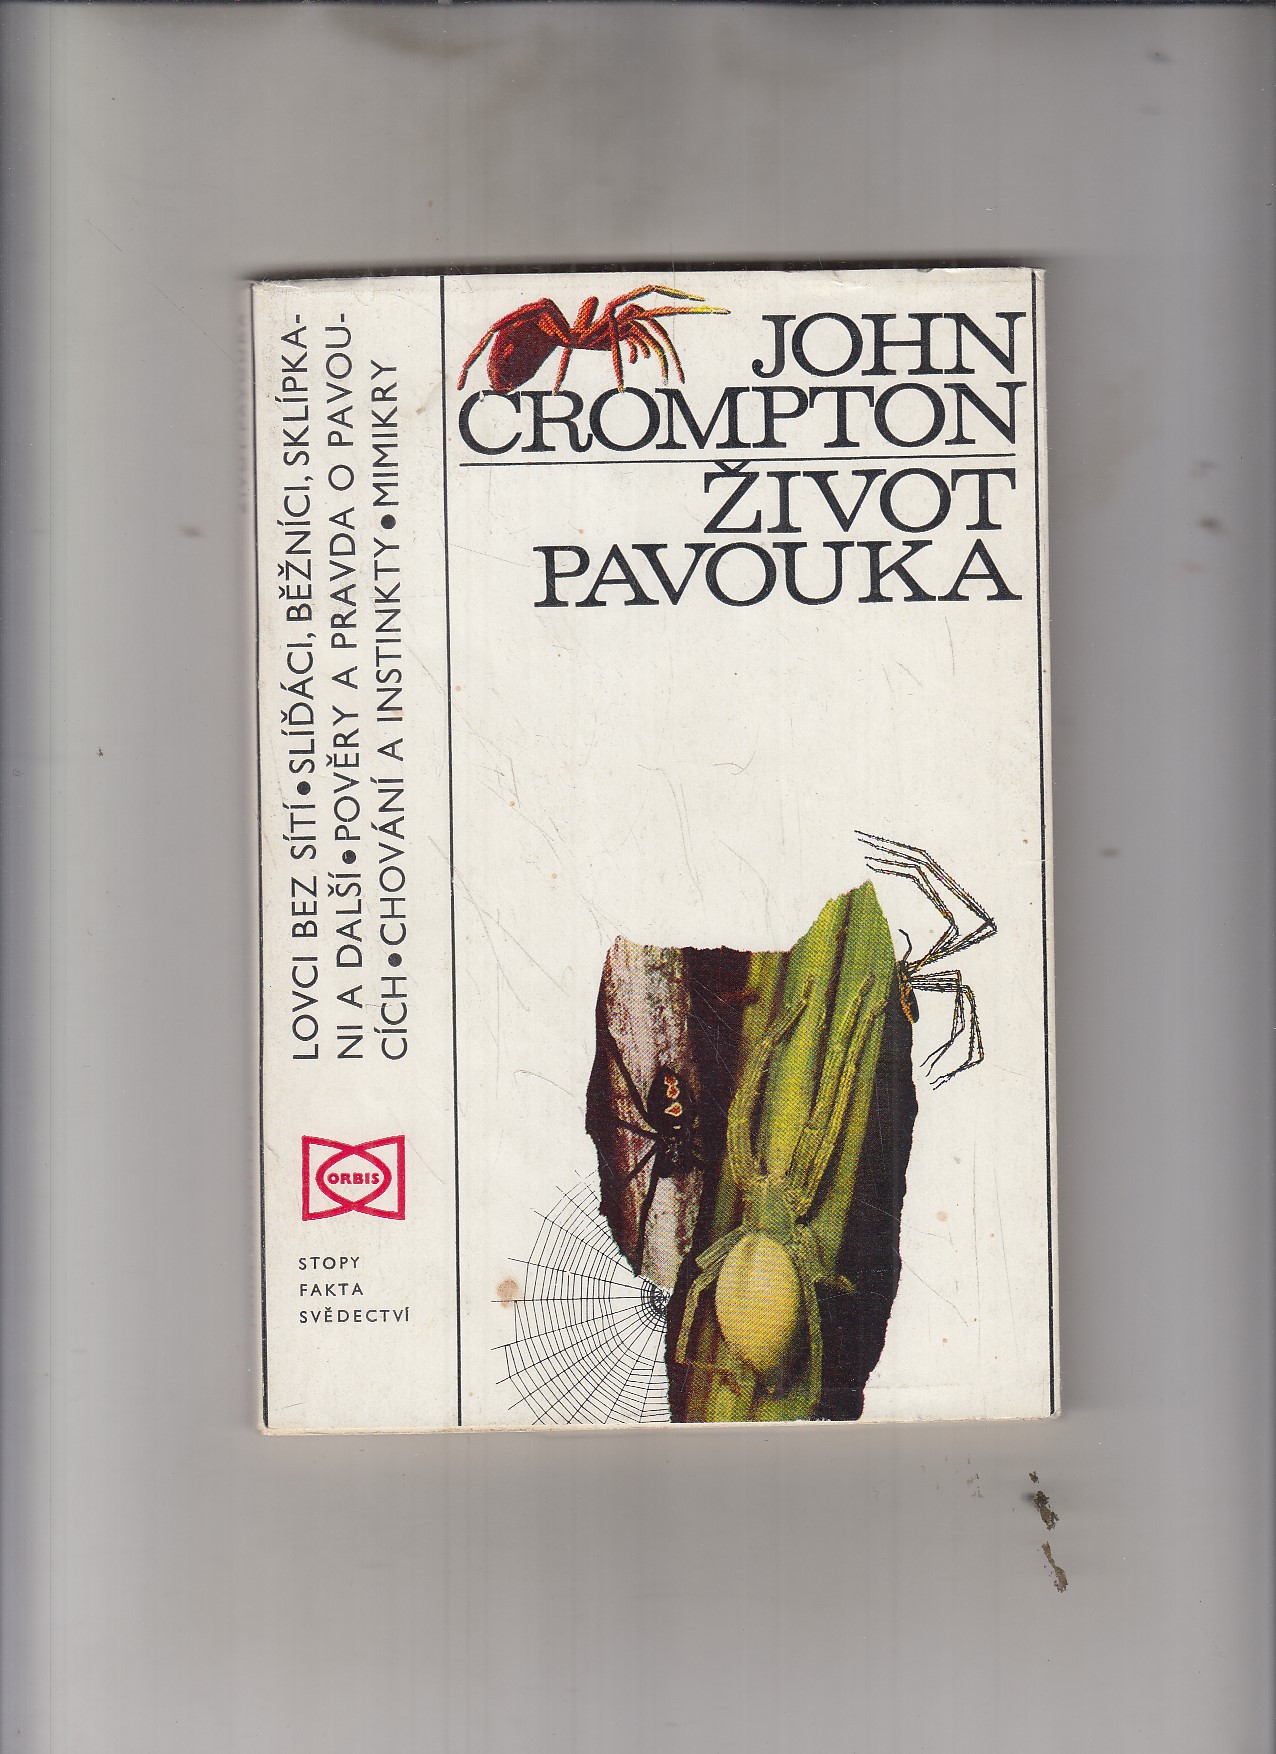 JOHN
CROMPTON
ŽIVOT
PAVOUKA
LOVCI BEZ SÍTÍ•SLÍĎÁCI, BĚŽNÍCI, SKLÍPKA-
NI A DALŠÍ•POVĚRY A PRAVDA O PAVOU-
CÍCH•CHOVÁNÍ A INSTINKTY•MIMIKRY
ORBIS
STOPY
FAKTA
SVĚDECTVÍ